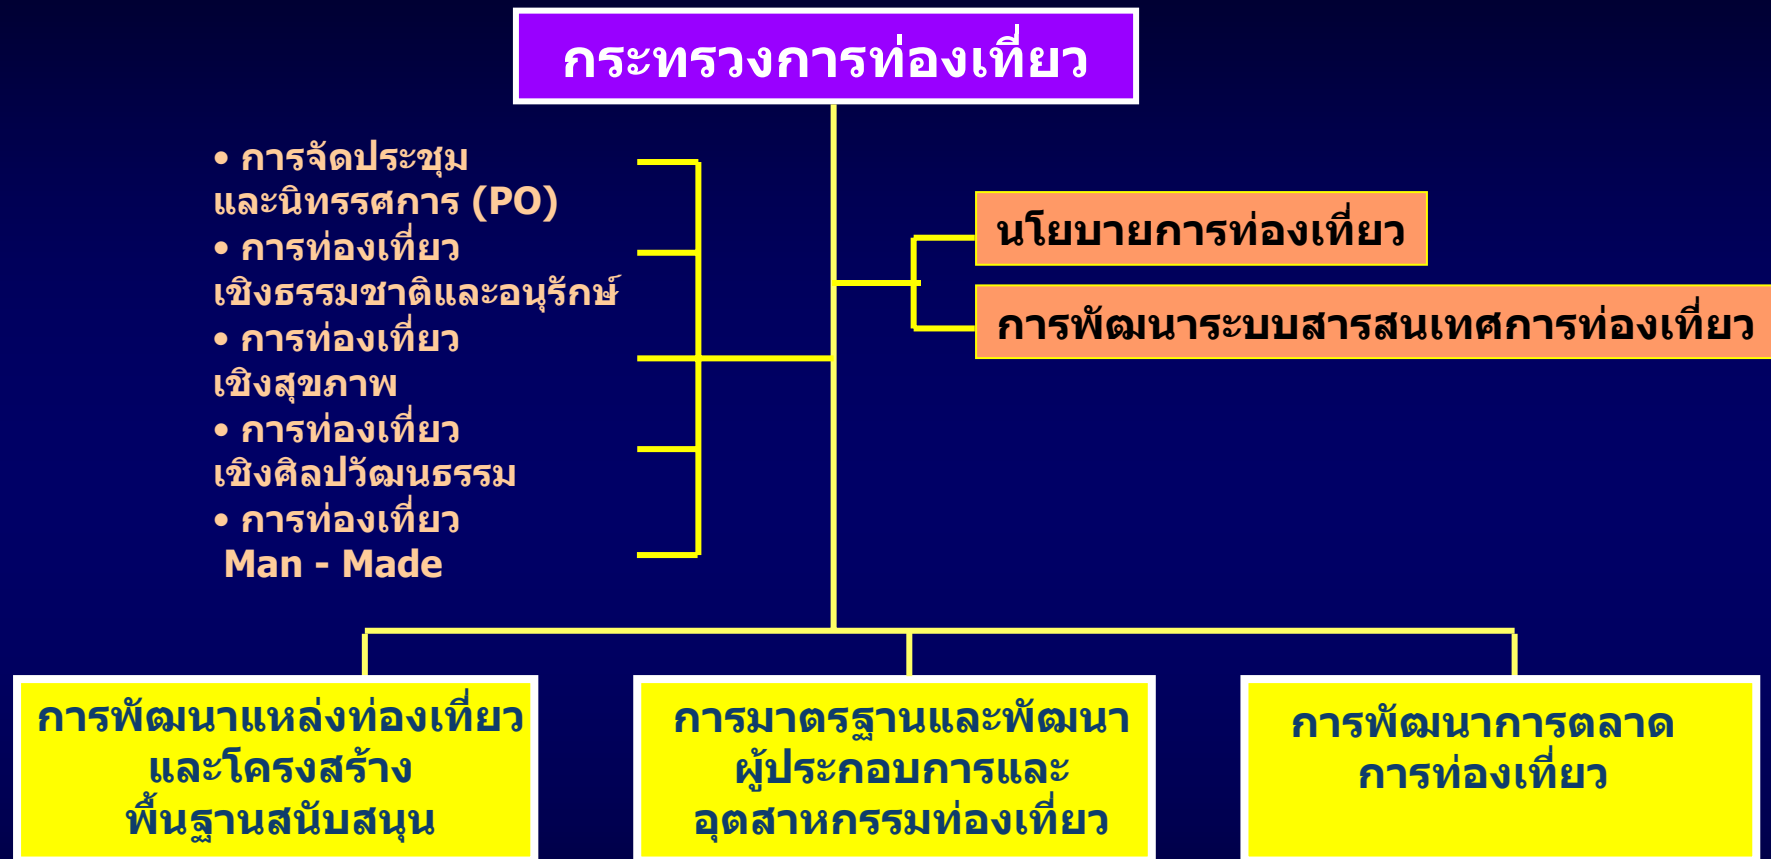 กระทรวงการท่องเที่ยว
• การจัดประชุม
และนิทรรศการ (PO)
• การท่องเที่ยว
เชิงธรรมชาติและอนุรักษ์
• การท่องเที่ยว
เชิงสุขภาพ
• การท่องเที่ยว
เชิงศิลปวัฒนธรรม
• การท่องเที่ยว
Man - Made
นโยบายการท่องเที่ยว
การพัฒนาระบบสารสนเทศการท่องเที่ยว
การพัฒนาแหล่งท่องเที่ยว
และโครงสร้าง
พื้นฐานสนับสนุน
การมาตรฐานและพัฒนา
ผู้ประกอบการและ
อุตสาหกรรมท่องเที่ยว
การพัฒนาการตลาด
การท่องเที่ยว